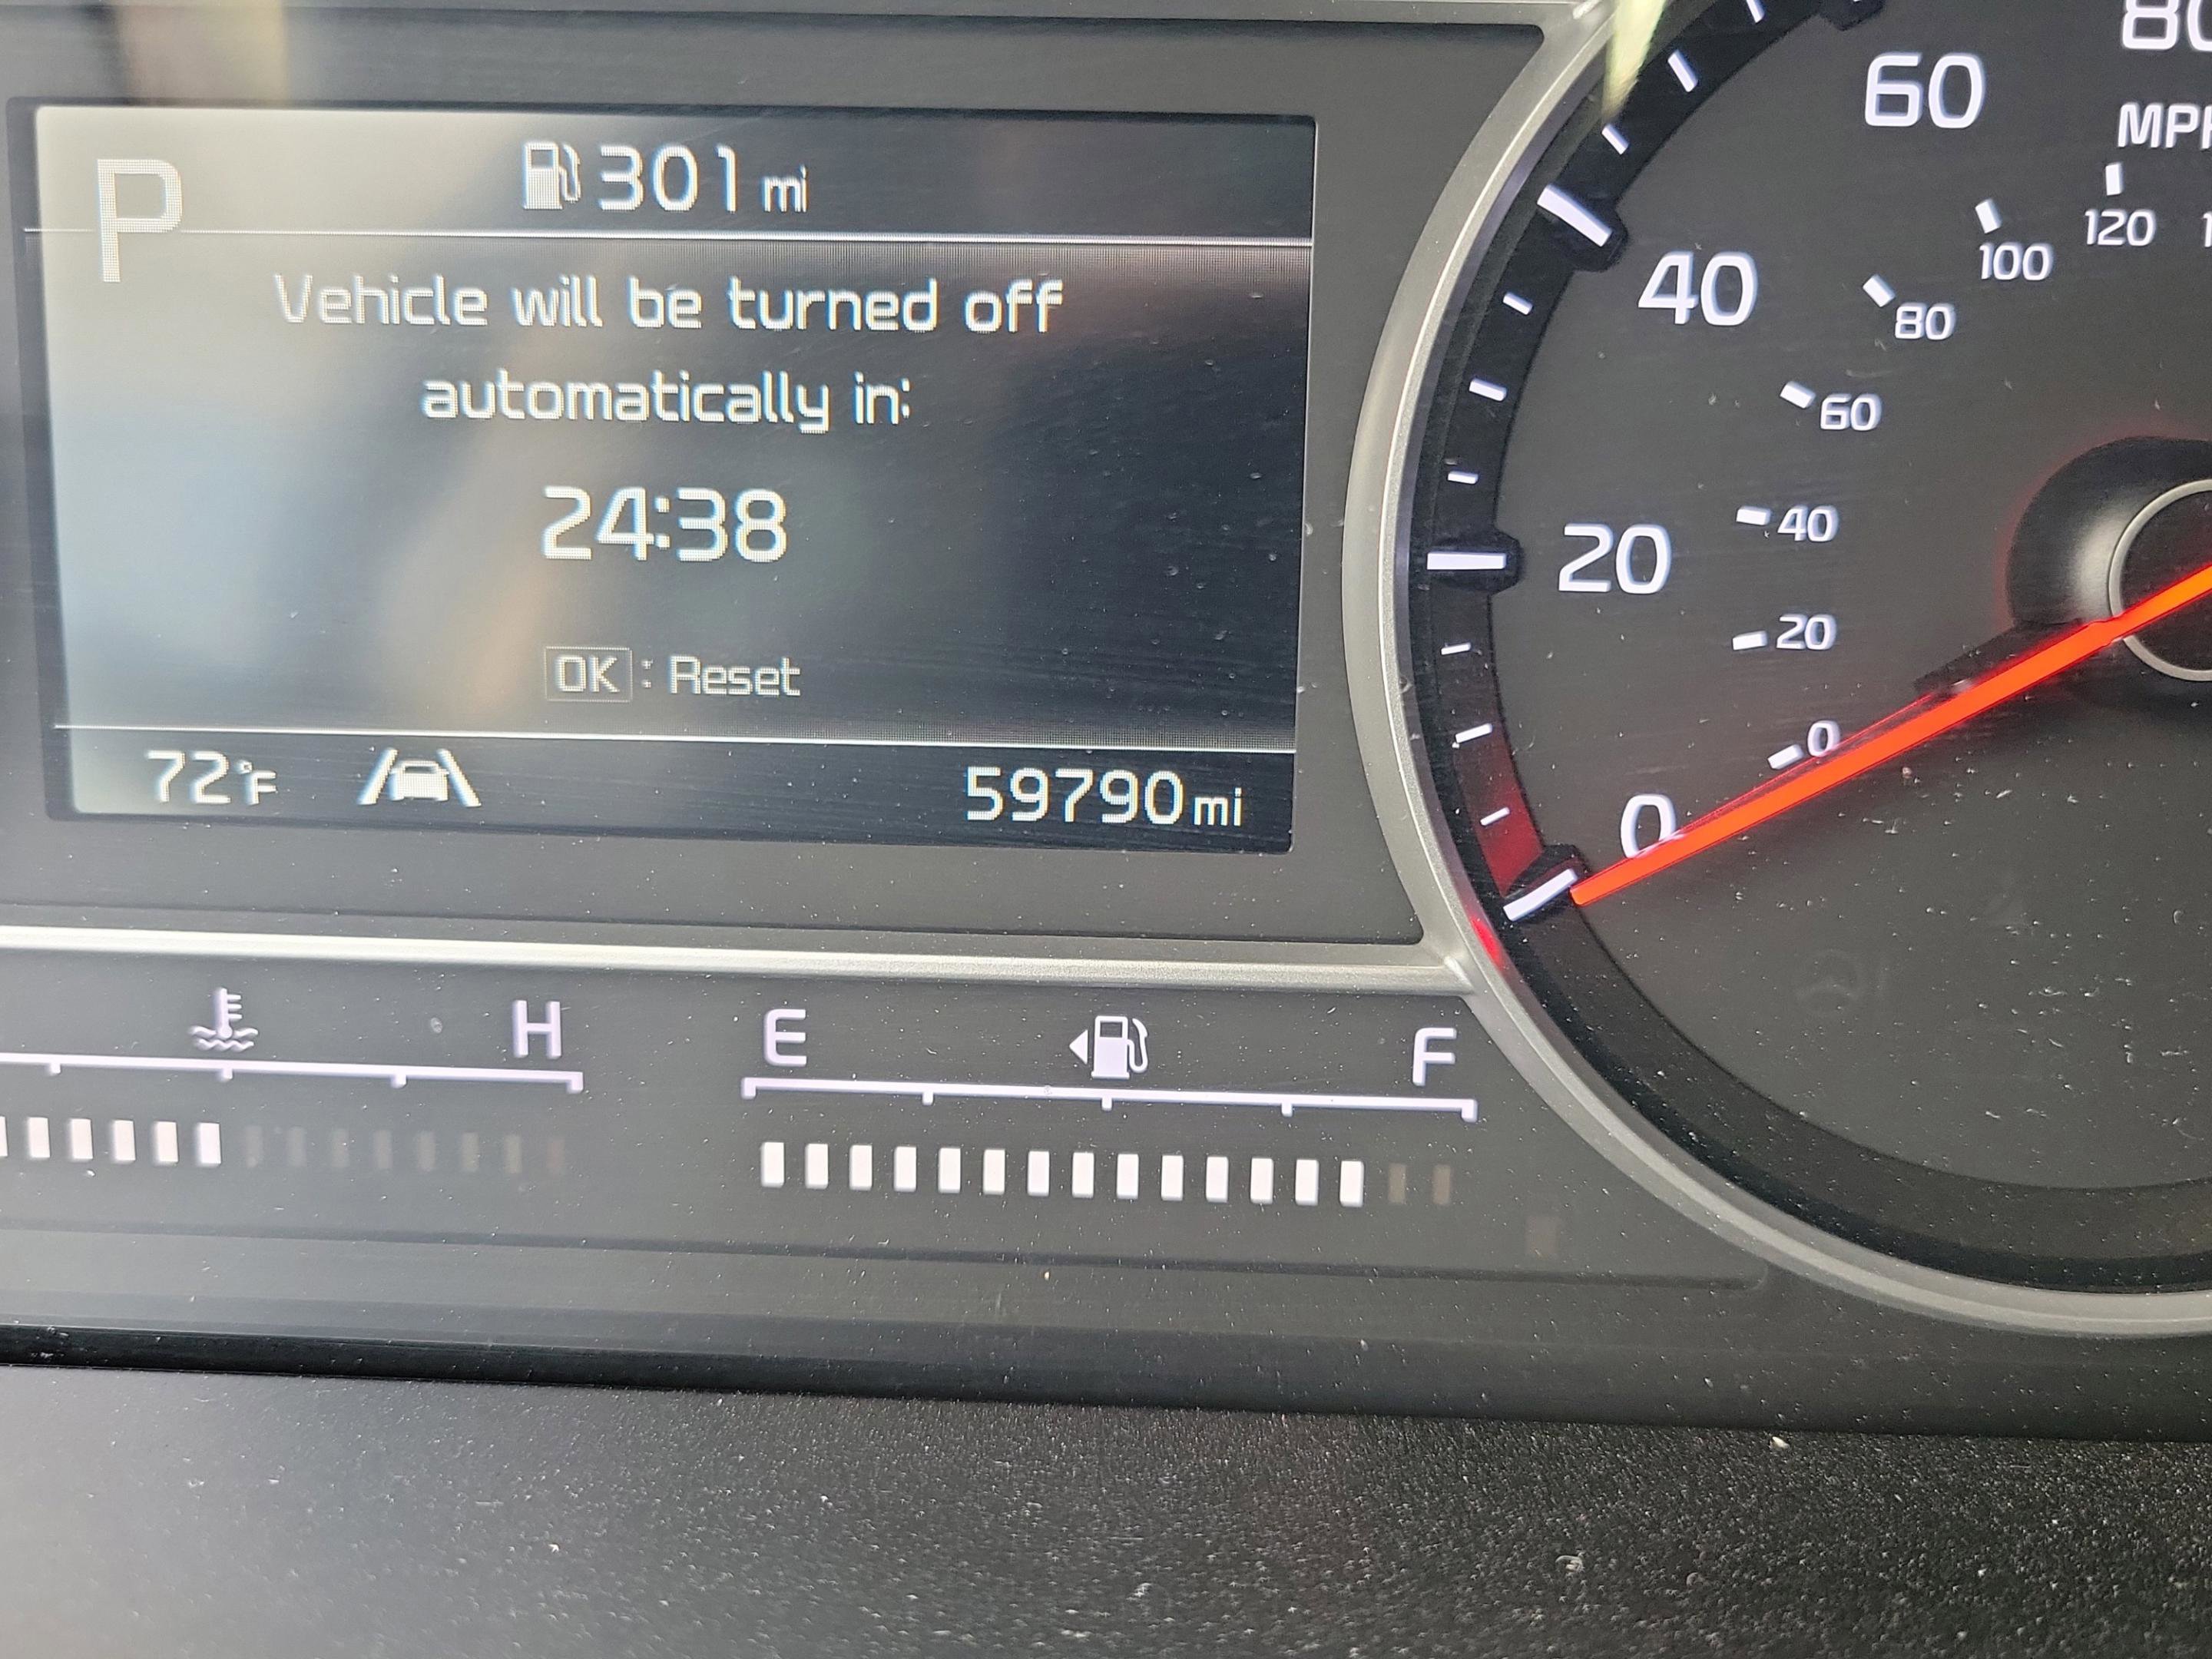 P
301 mi
Vehicle will be turned off
automatically in:
24:38
OK : Reset
72°F
59790 mi
H
E
F
60
40
20
0
120
100
80
60
40
20
0